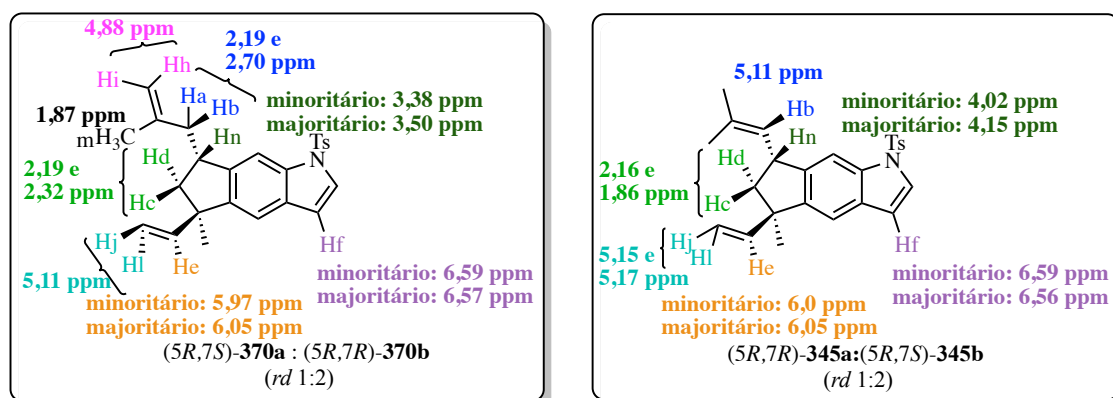 4,88 ppm
Hi
Hh
2,19 e
2,70 ppm
Ha
Hb
1,87 ppm
mH3C
minoritário: 3,38 ppm
majoritário: 3,50 ppm
Hn
Ts
N
2,19 e
2,32 ppm
Hd
Hc
Hj
Hl
He
Hf
5,11 ppm
minoritário: 6,59 ppm
majoritário: 6,57 ppm
minoritário: 5,97 ppm
majoritário: 6,05 ppm
(5R,7S)-370a : (5R,7R)-370b
(rd 1:2)
5,11 ppm
Hb
minoritário: 4,02 ppm
majoritário: 4,15 ppm
Hn
Ts
N
2,16 e
1,86 ppm
Hd
Hc
Hj
Hl
He
Hf
5,15 e
5,17 ppm
minoritário: 6,59 ppm
majoritário: 6,56 ppm
minoritário: 6,0 ppm
majoritário: 6,05 ppm
(5R,7R)-345a:(5R,7S)-345b
(rd 1:2)